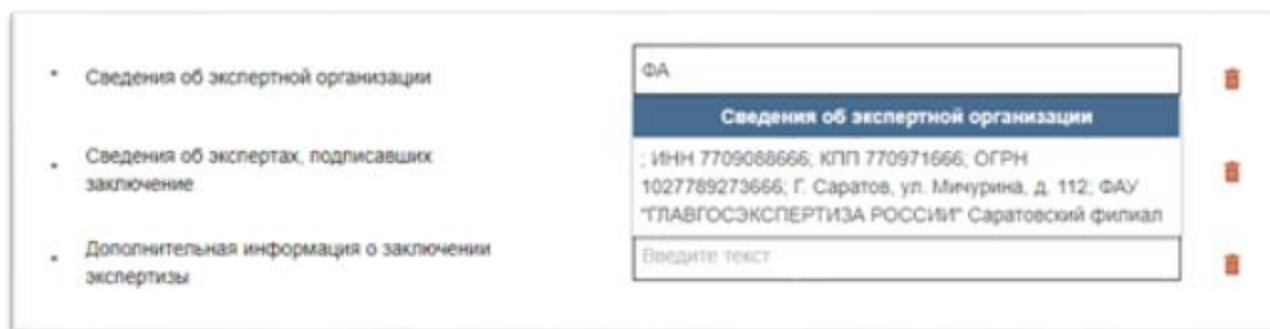 Сведения об экспертной организации
ФА
Сведения об экспертной организации
Сведения об экспертах, подписавших
заключение
; ИНН 7709088666; КПП 770971666; ОГРН
1027789273666; Г. Саратов, ул. Мичурина, д. 112; ФАУ
"ГЛАВГОСЭКСПЕРТИЗА РОССИИ" Саратовский филиал
Дополнительная информация о заключении
экспертизы
Введите текст